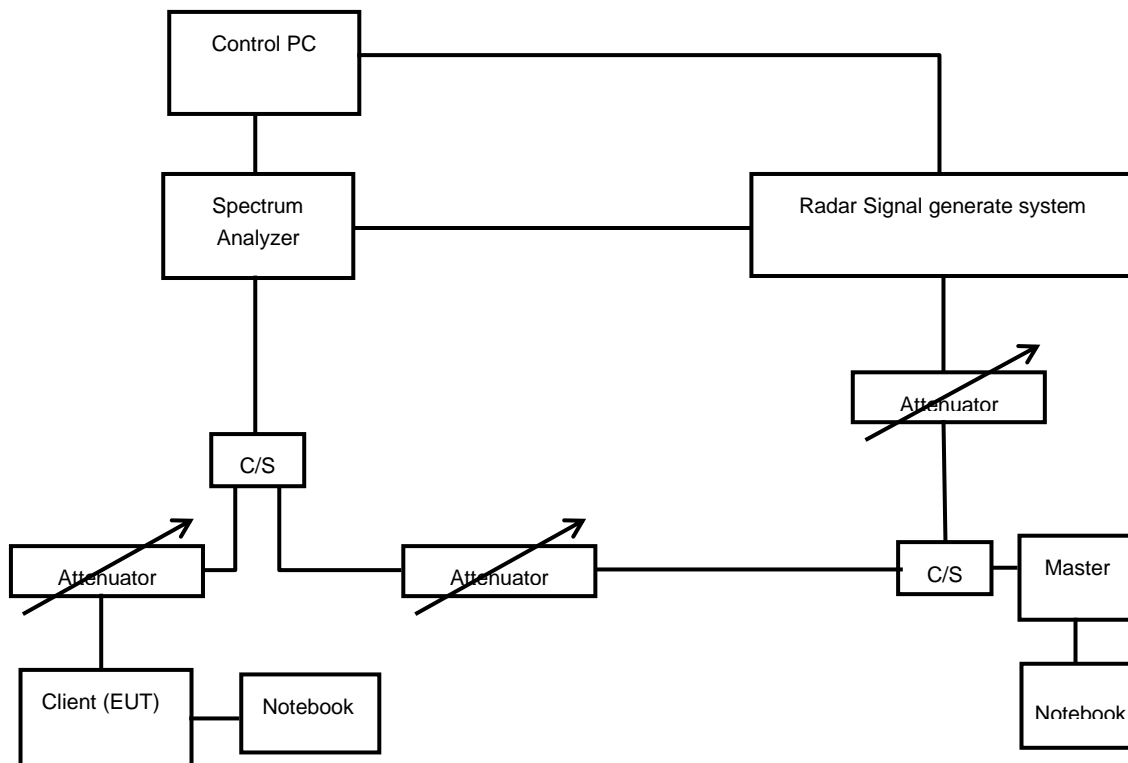 Control PC
Spectrum
Analyzer
Radar Signal generate system
Attenuator
C/S
Attenuator
Attenuator
C/S
Master
Client (EUT)
Notebook
Notebook